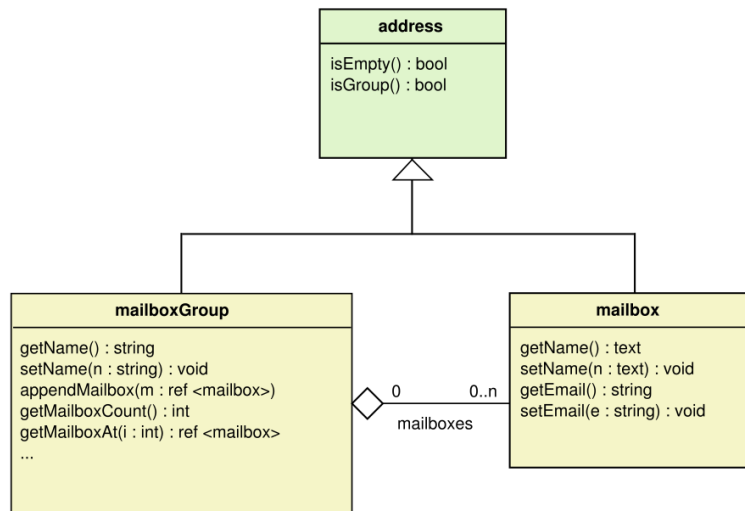 address
isEmpty() : bool
isGroup() : bool
mailboxGroup
getName() : string
setName(n : string) : void
appendMailbox(m : ref <mailbox>)
getMailboxCount() : int
getMailboxAt(i : int) : ref <mailbox>
...
0
0..n
mailboxes
mailbox
getName() : text
setName(n : text) : void
getEmail() : string
setEmail(e : string) : void